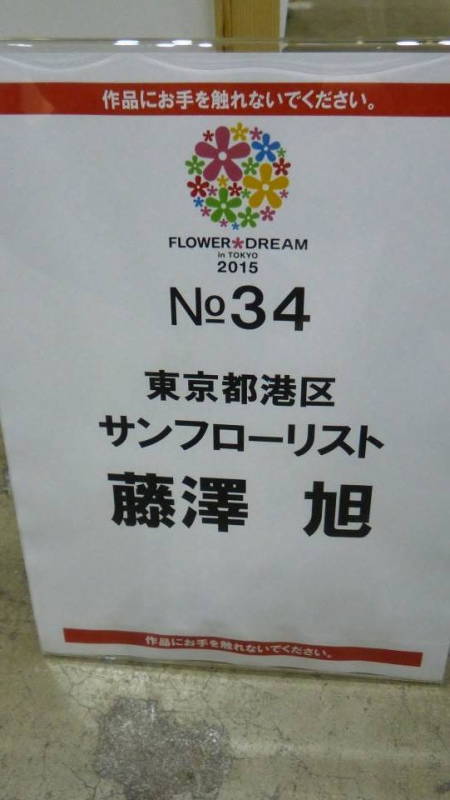 作品にお手を触れないでください。
FLOWER*DREAM
in TOKYO
2015
№34
東京都港区
サンフローリスト
藤澤 旭
作品にお手を触れないでください。